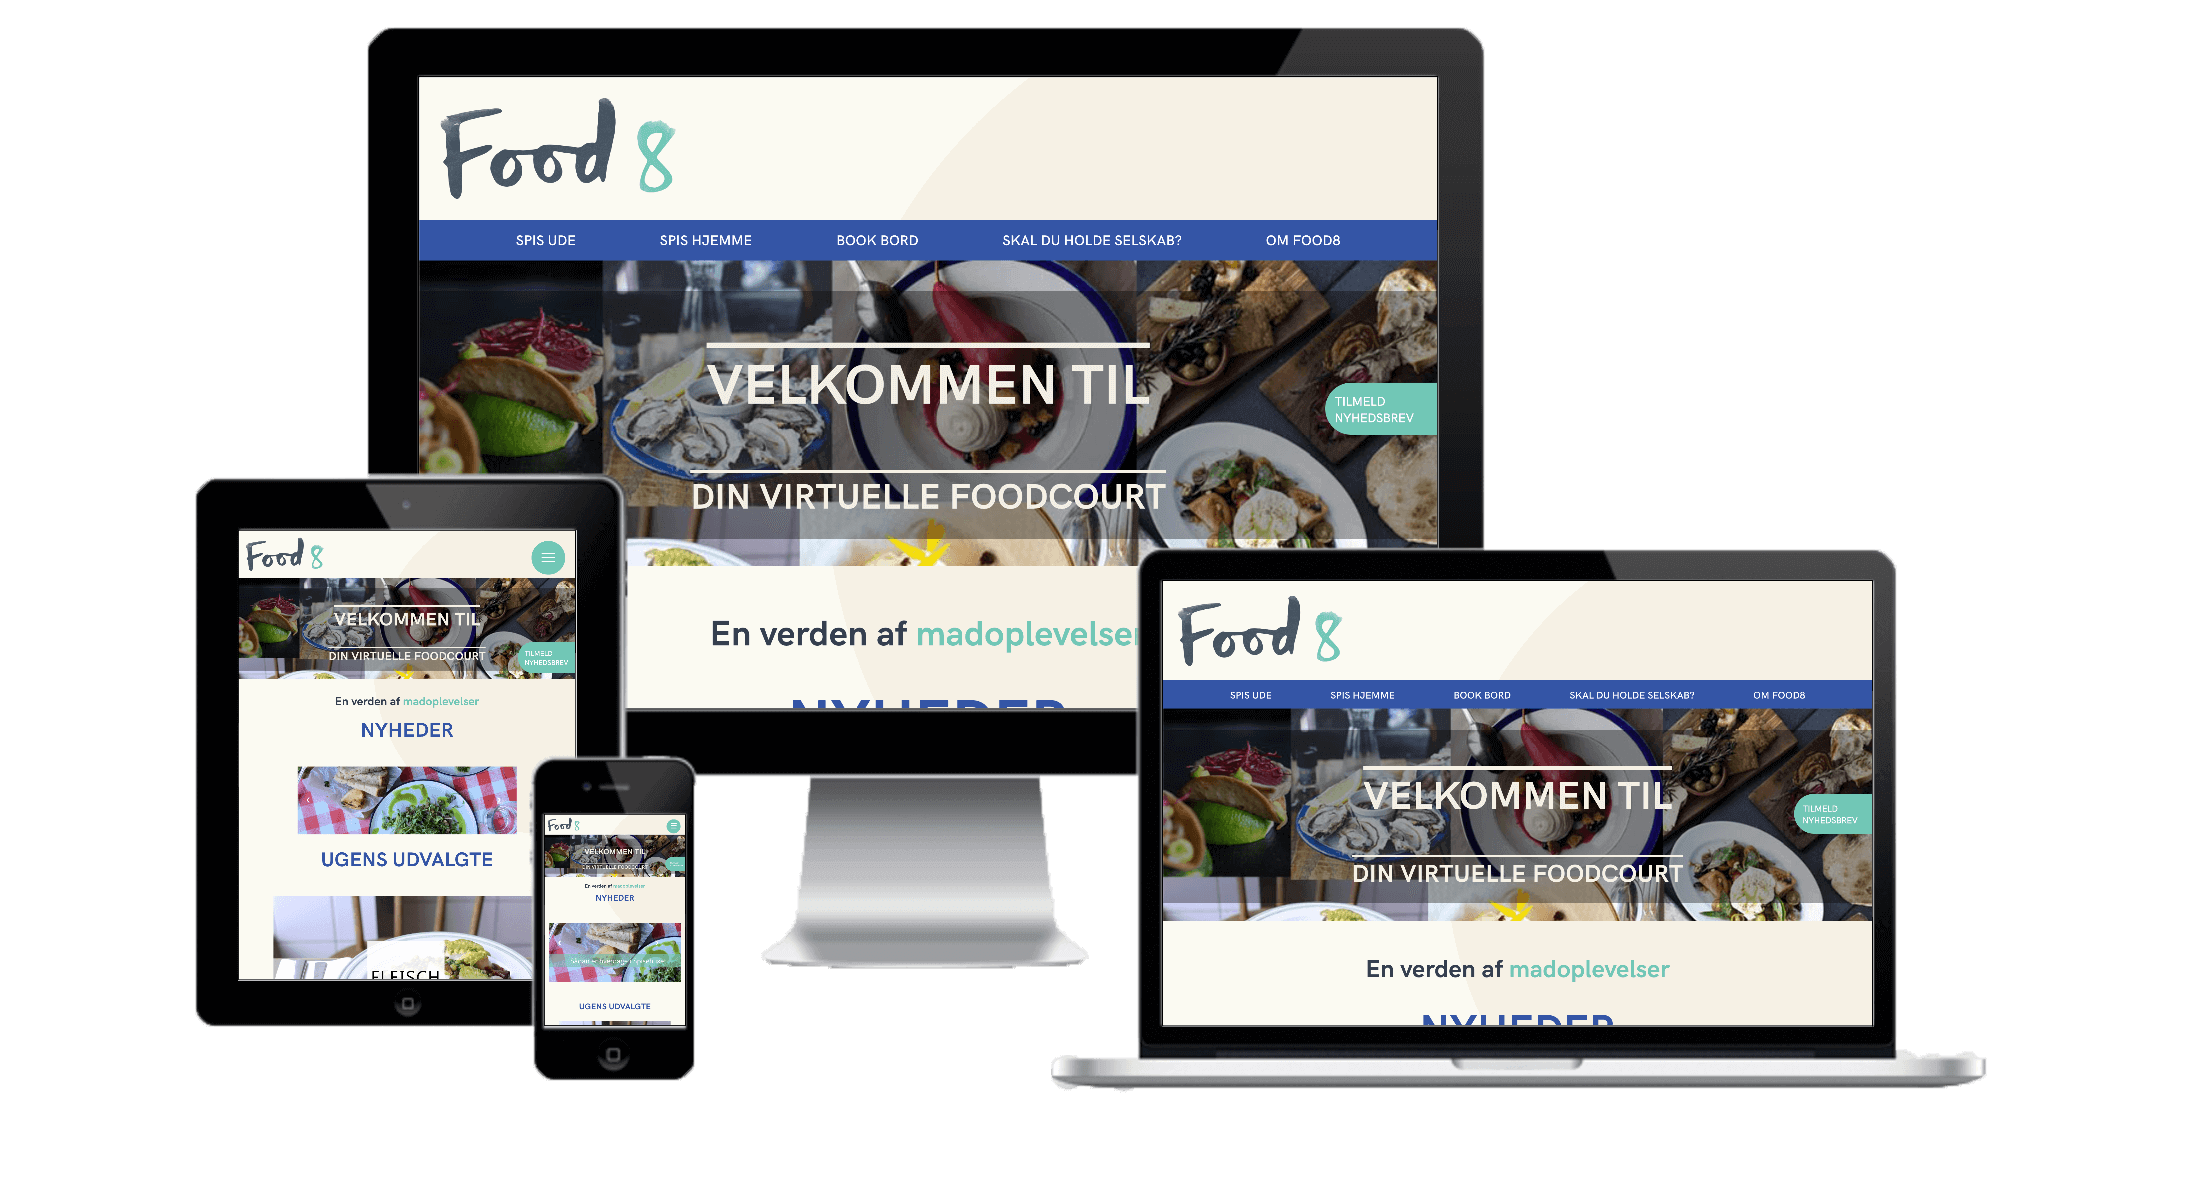 Food 8
SPIS UDE SPIS HJEMME BOOK BORD SKAL DU HOLDE SELSKAB? OM FOOD8
VELKOMMEN TIL
TILMELD
NYHEDSBREV
DIN VIRTUELLE FOODCOURT
En verden af madoplevelser
NYHEDER
Food 8
VELKOMMEN TIL
DIN VIRTUELLE FOODCOURT
TILMELD
NYHEDSBREV
En verden af madoplevelser
NYHEDER
UGENS UDVALGTE
FLEISCH
Food 8
VELKOMMEN TIL
DIN VIRTUELLE FOODCOURT
En verden af madoplevelser
NYHEDER
UGENS UDVALGTE
Food 8
SPIS UDE SPIS HJEMME BOOK BORD SKAL DU HOLDE SELSKAB? OM FOOD8
VELKOMMEN TIL
TILMELD
NYHEDSBREV
DIN VIRTUELLE FOODCOURT
En verden af madoplevelser
NYHEDER